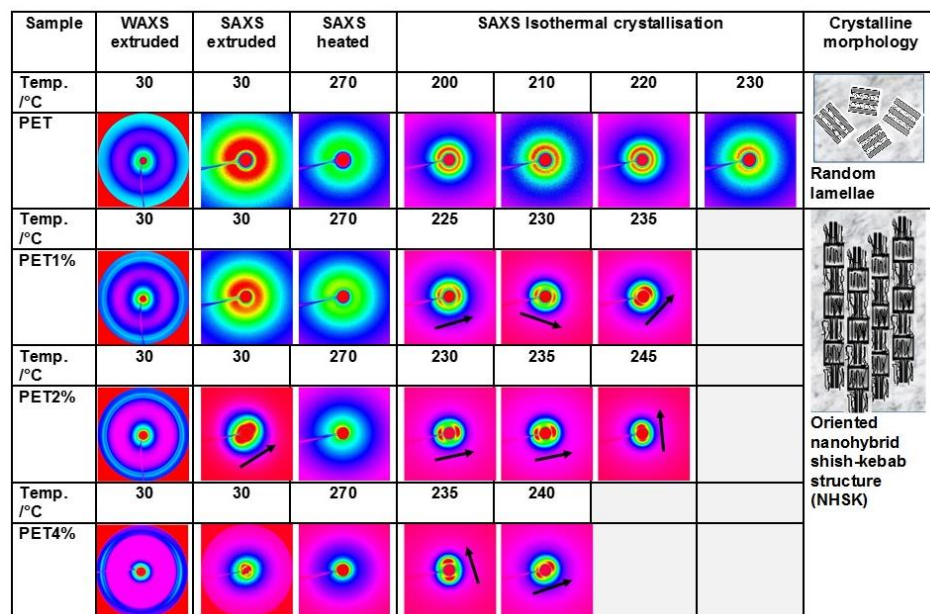 Sample WAXS SAXS SAXS SAXS Isothermal crystallisation Crystalline
extruded extruded heated morphology
Temp. 30 30 270 200 210 220 230
/°C
PET
Random
lamellae
Temp. 30 30 270 225 230 235
/°C
PET1%
Temp. 30 30 270 230 235 245
/°C
PET2%
Oriented
nanohybrid
shish-kebab
structure
(NHSK)
Temp. 30 30 270 235 240
/°C
PET4%